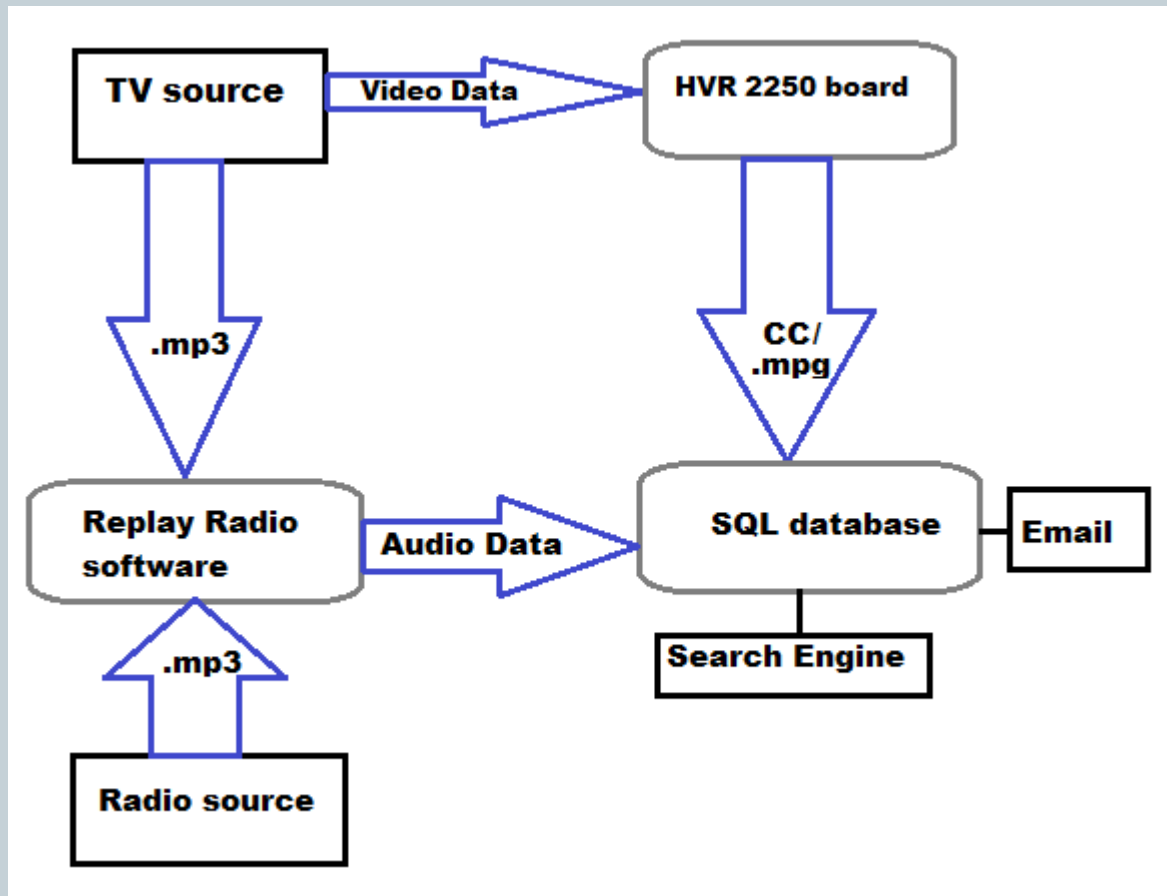 TV source
Video Data
HVR 2250 board
.mp3
CC/
.mpg
Replay Radio
software
Audio Data
SQL database
Email
.mp3
Search Engine
Radio source